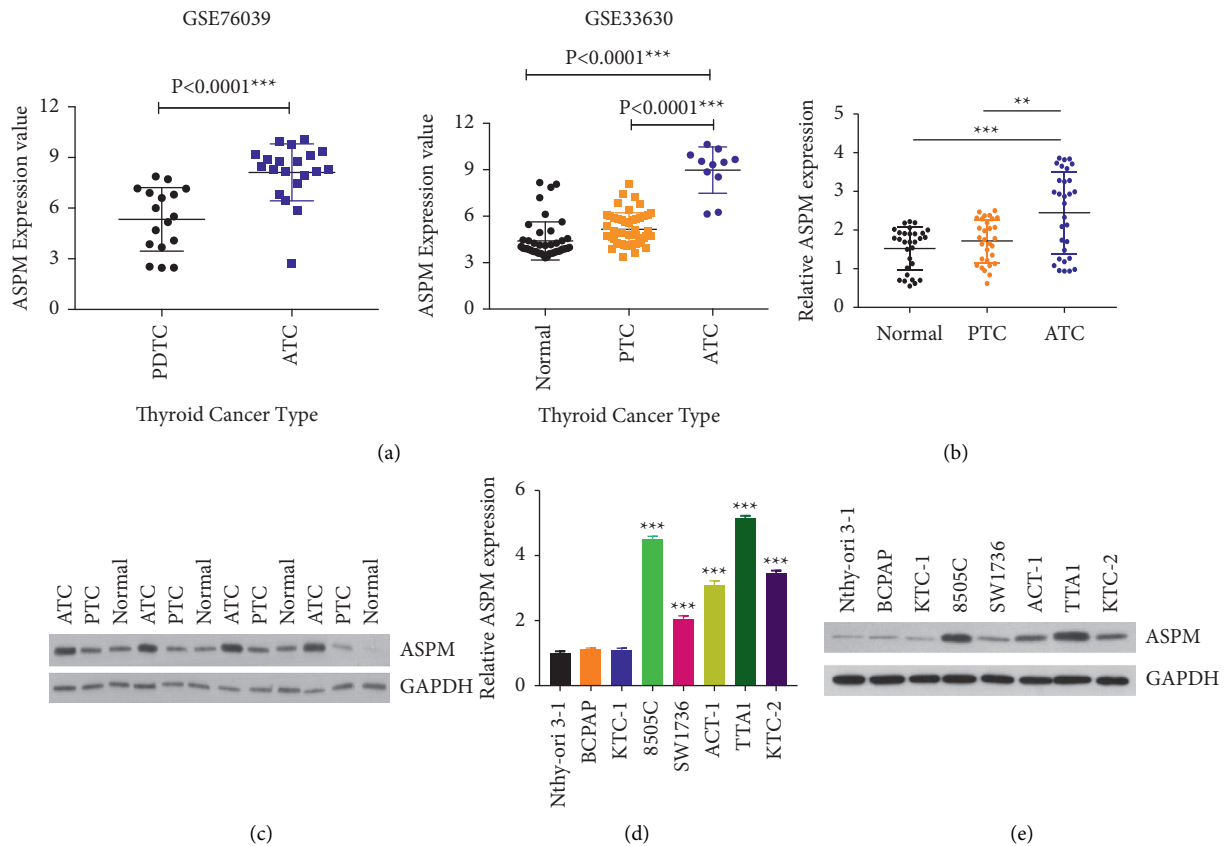 GSE76039
P<0.0001***
ASPM Expression value
12
9
6
3
0
PDTC
ATC
Thyroid Cancer Type
GSE33630
P<0.0001***
P<0.0001***
ASPM Expression value
12
9
6
3
0
Normal
PTC
ATC
Thyroid Cancer Type
(a)
**
***
Relative ASPM expression
5
4
3
2
1
0
Normal PTC ATC
(b)
ATC PTC Normal ATC PTC Normal ATC PTC Normal ATC PTC Normal
ASPM
GAPDH
(c)
Relative ASPM expression
6
4
2
0
*** *** *** *** ***
Nthy-ori 3-1 BCPAP KTC-1 8505C SW1736 ACT-1 TTA1 KTC-2
(d)
Nthy-ori 3-1 BCPAP KTC-1 8505C SW1736 ACT-1 TTA1 KTC-2
ASPM
GAPDH
(e)